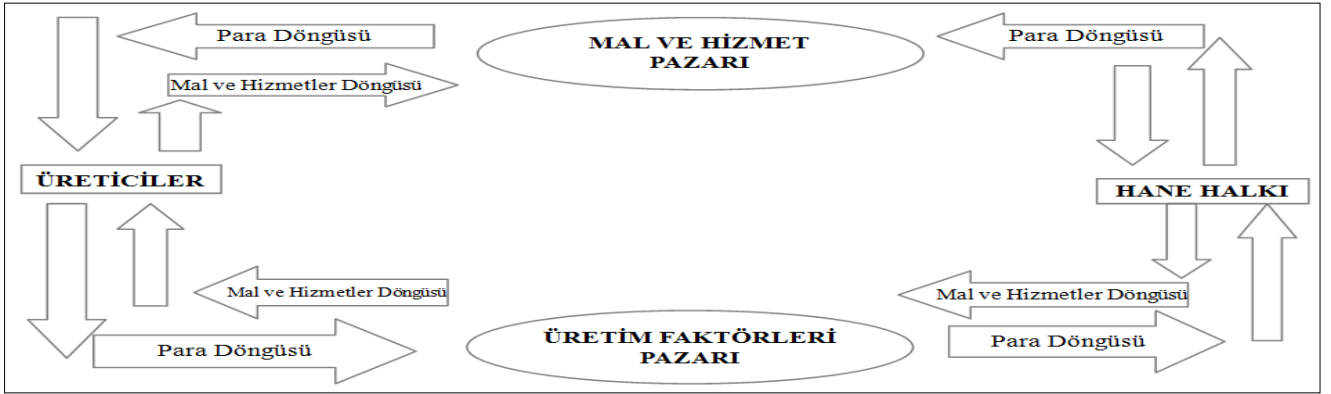 Para Döngüsü
MAL VE HİZMET
PAZARI
Para Döngüsü
Mal ve Hizmetler Döngüsü
ÜRETİCİLER
HANE HALKI
Mal ve Hizmetler Döngüsü
Mal ve Hizmetler Döngüsü
Para Döngüsü
ÜRETİM FAKTÖRLERİ
PAZARI
Para Döngüsü